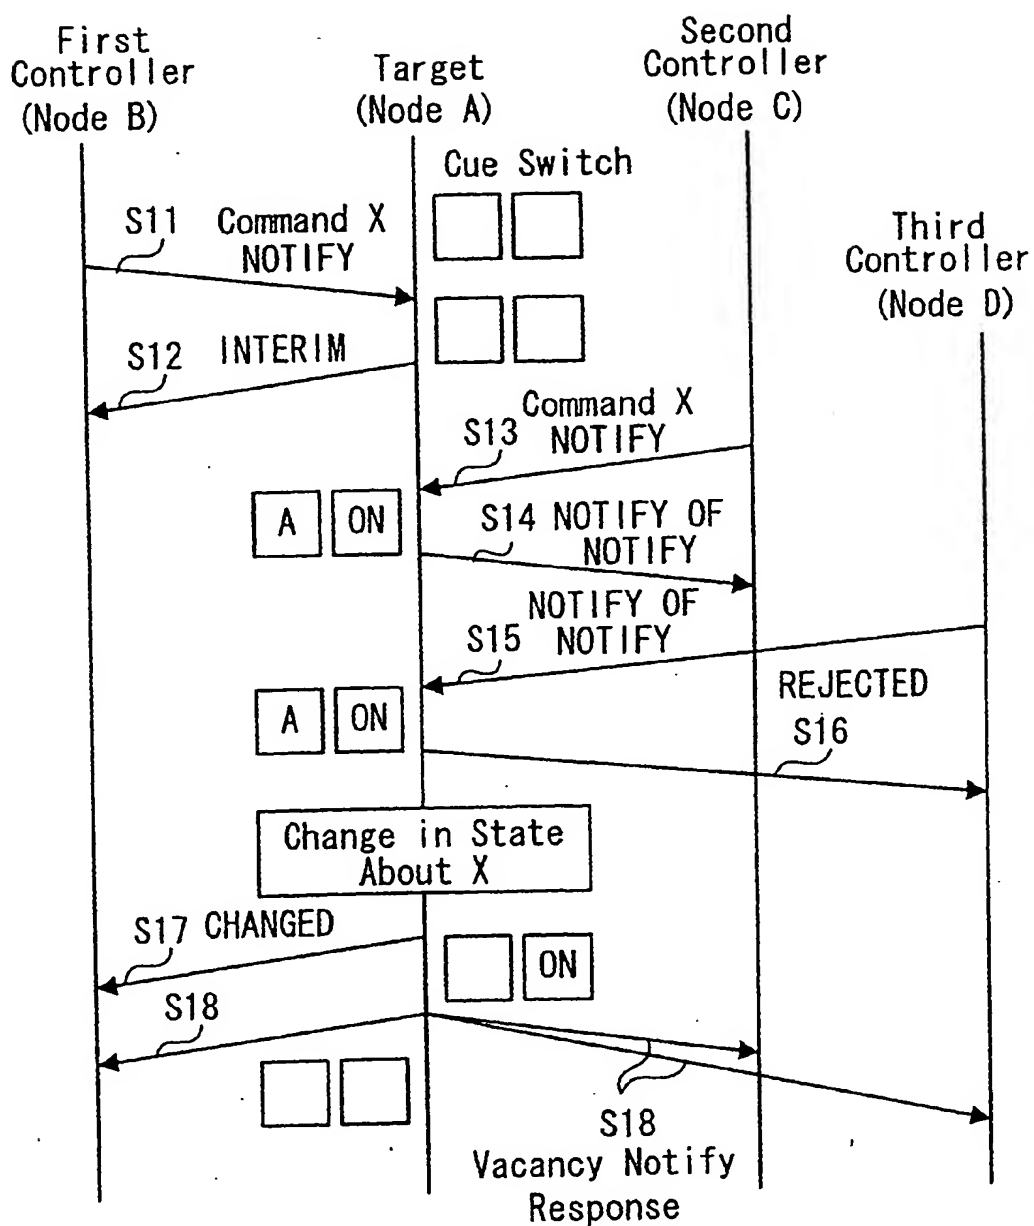 First
Controller
(Node B)
Target
(Node A)
Second
Controller
(Node C)
Third
Controller
(Node D)
Cue Switch
S11
Command X
NOTIFY
S12
INTERIM
Command X
NOTIFY
S13
A
ON
S14
NOTIFY OF
NOTIFY
NOTIFY OF
NOTIFY
S15
A
ON
REJECTED
S16
Change in State
About X
S17
CHANGED
ON
S18
S18
Vacancy Notify
Response